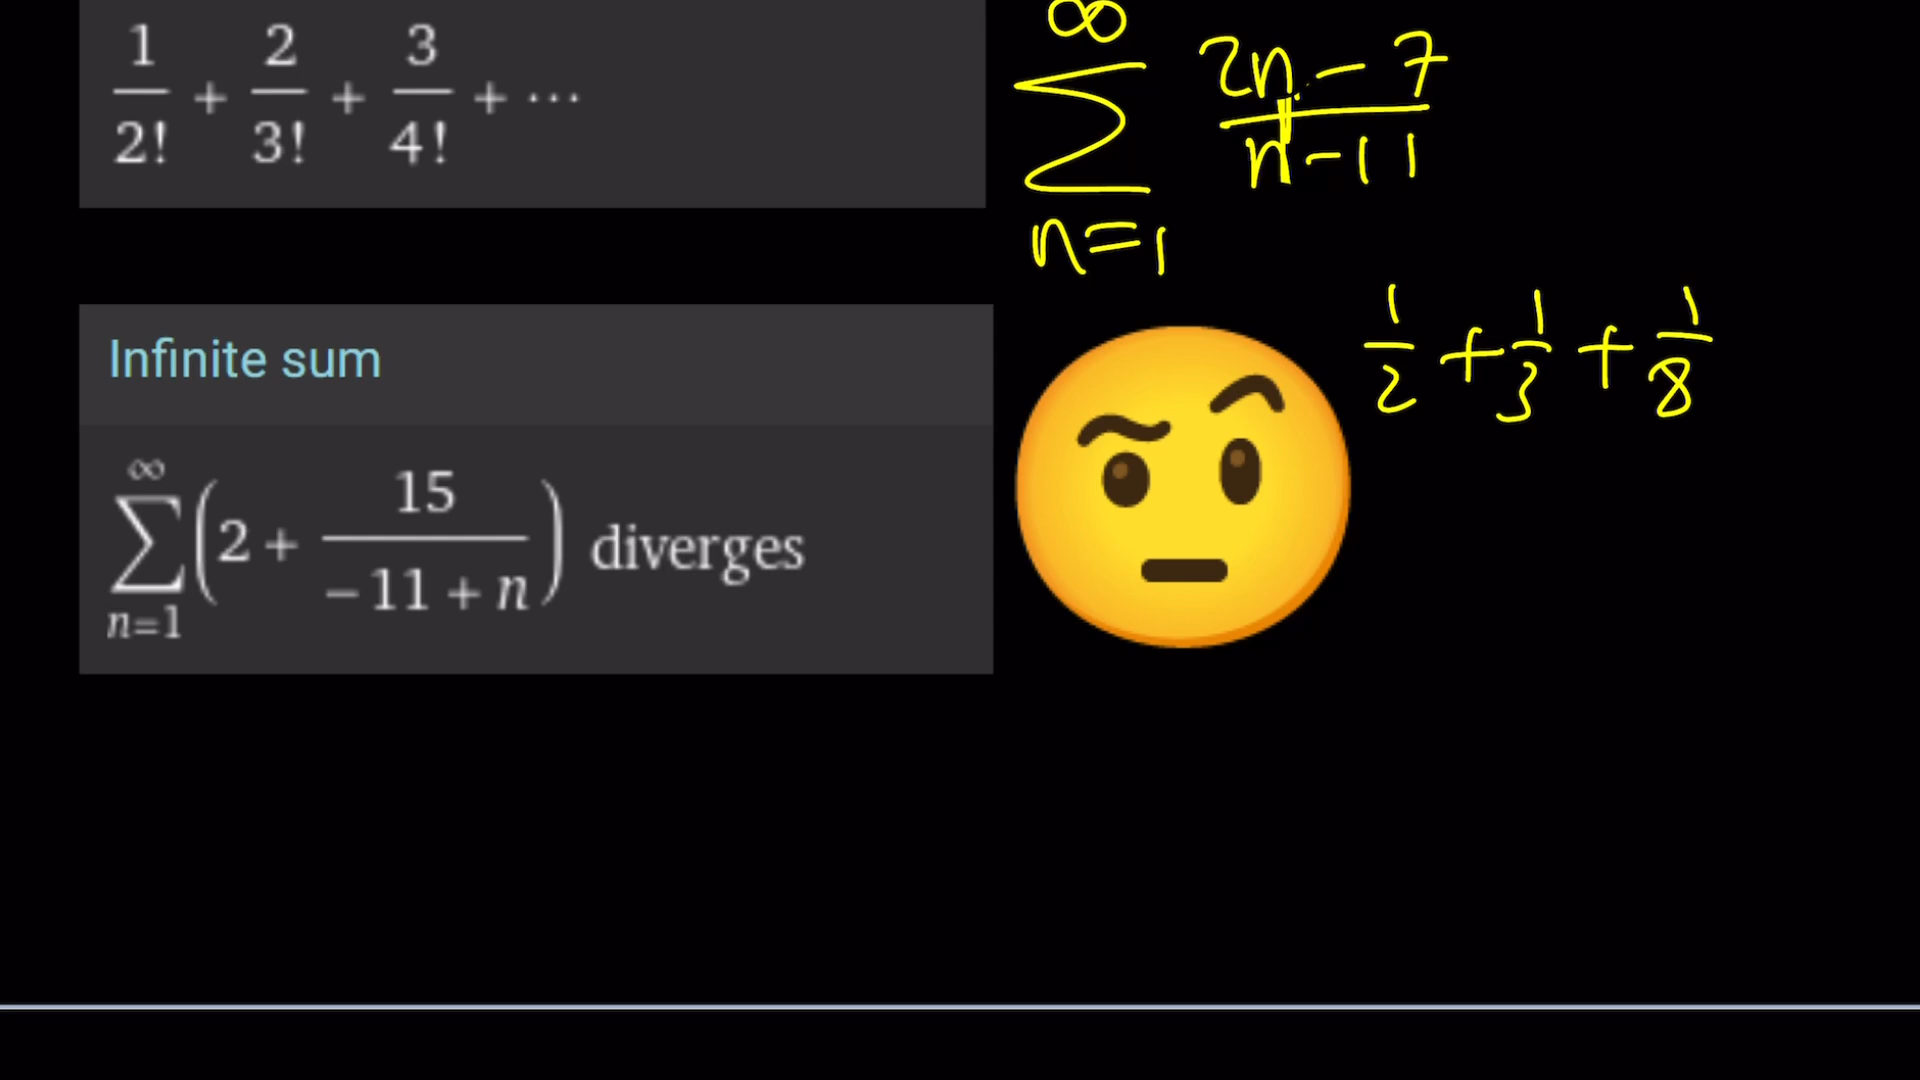 1/2! + 2/3! + 3/4! + ⋯
∞ ∑ n=1 (2n - 7)/(n - 11)
1/2 + 1/3 + 1/8
Infinite sum
∞ ∑ n=1 (2 + 15/(-11 + n)) diverges